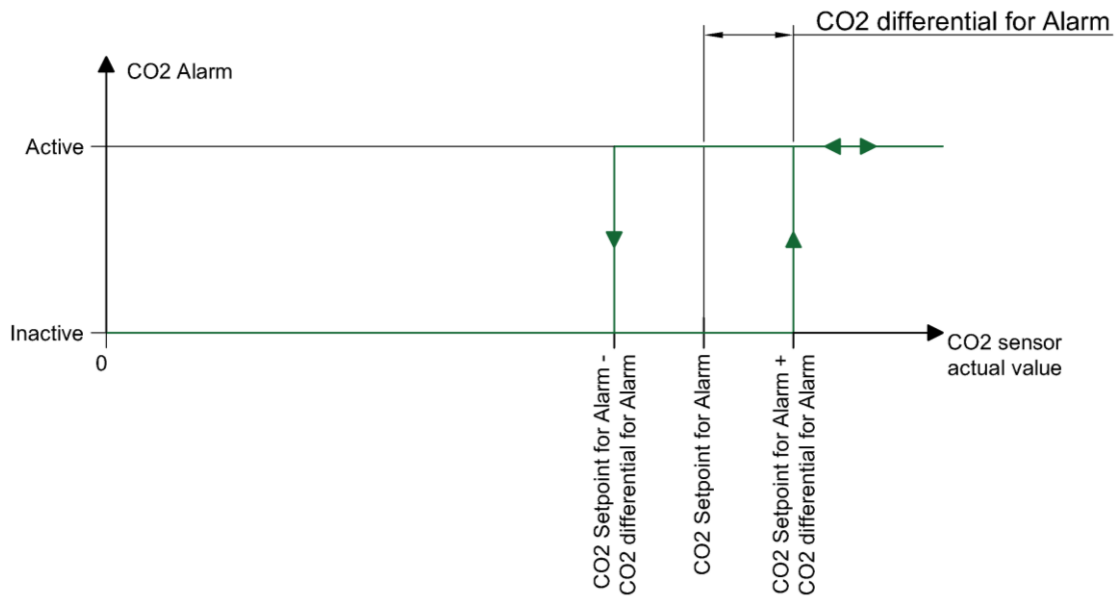 CO2 differential for Alarm
CO2 Alarm
Active
Inactive
0
CO2 sensor
actual value
CO2 Setpoint for Alarm -
CO2 differential for Alarm
CO2 Setpoint for Alarm
CO2 Setpoint for Alarm +
CO2 differential for Alarm